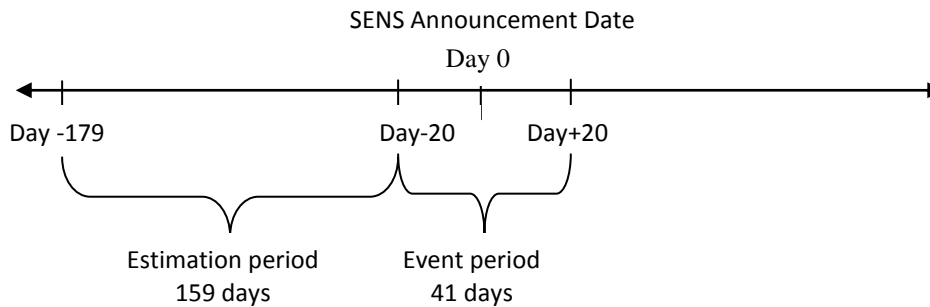 SENS Announcement Date
Day 0
Day -179
Day-20
Day+20
Estimation period
159 days
Event period
41 days